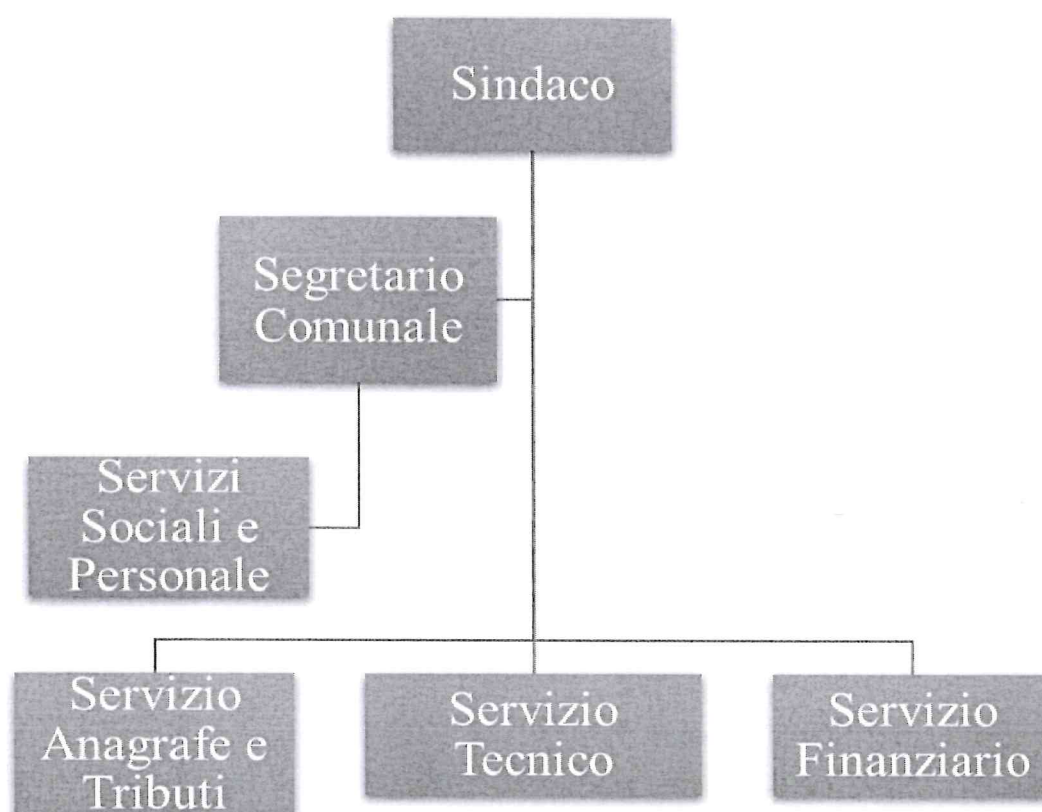 Sindaco
Segretario
Comunale
Servizi
Sociali e
Personale
Servizio
Anagrafe e
Tributi
Servizio
Tecnico
Servizio
Finanziario